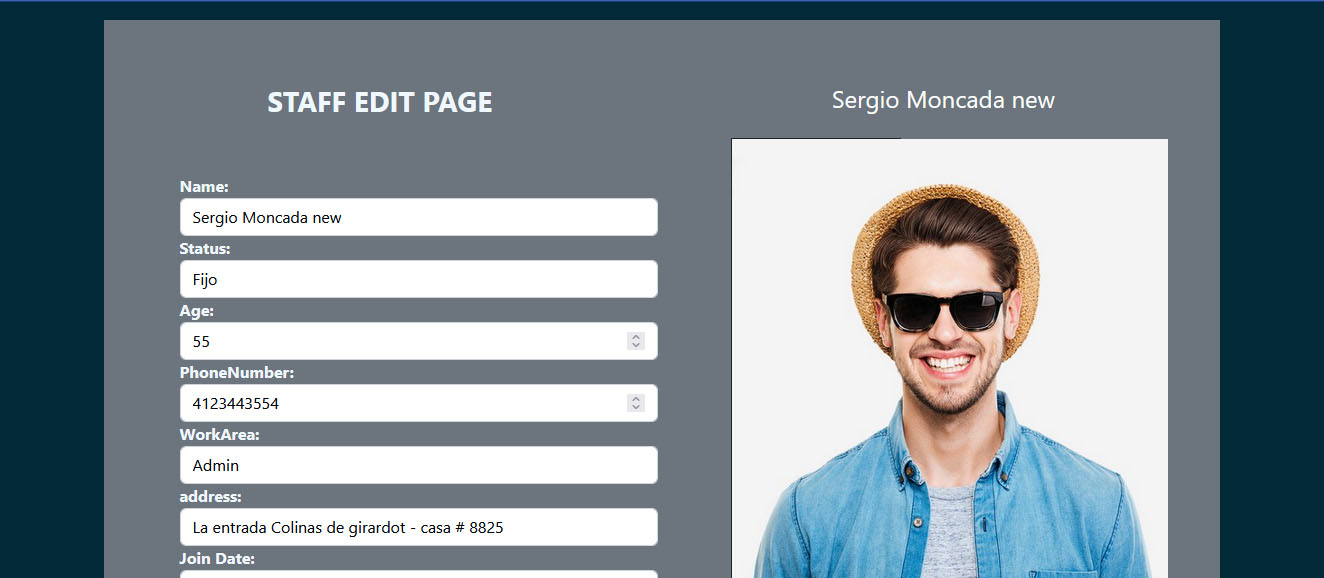 STAFF EDIT PAGE
Name:
Sergio Moncada new
Status:
Fijo
Age:
55
PhoneNumber:
4123443554
WorkArea:
Admin
address:
La entrada Colinas de girardot - casa # 8825
Join Date:
Sergio Moncada new